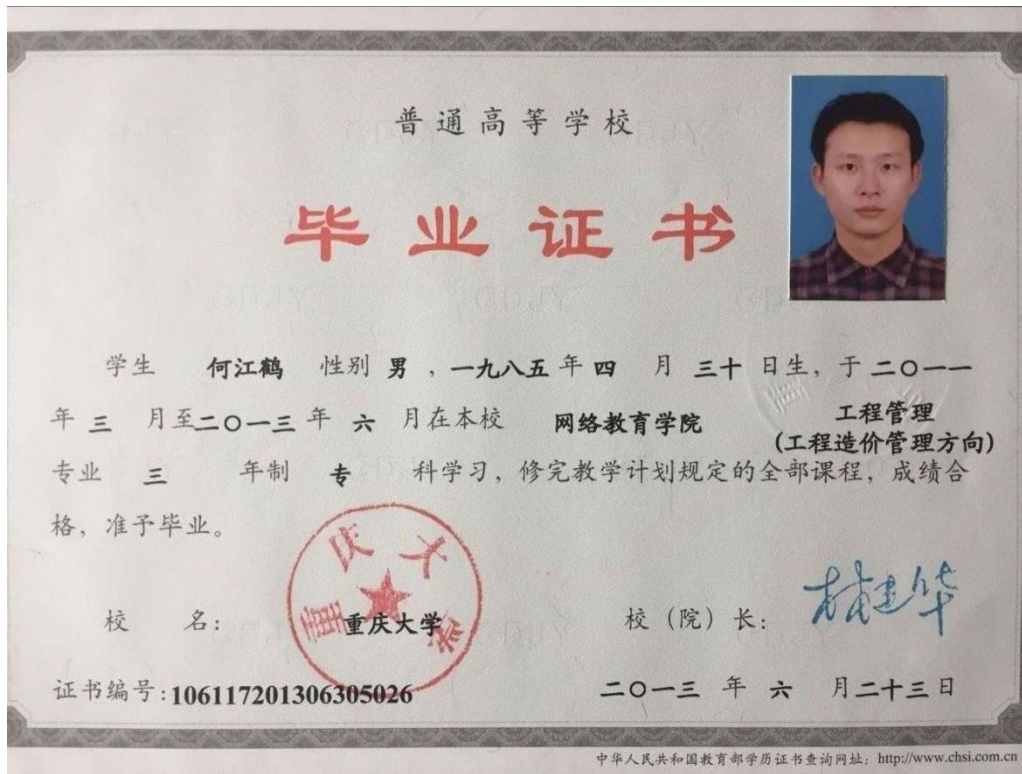 普通高等学校
毕业证书
学生 何江鹤 性别 男 ，一九八五 年 四 月 三十 日生，于 二〇一一
年 三 月至 二〇一三 年 六 月在本校 网络教育学院 工程管理
(工程造价管理方向)
专业 三 年制 专 科学习，修完教学计划规定的全部课程，成绩合
格，准予毕业。
重庆大学
校 名： 重庆大学 校（院）长： 林建华
证书编号：106117201306305026 二〇一三 年 六 月 二十三 日
中华人民共和国教育部学历证书查询网址：http://www.chsi.com.cn